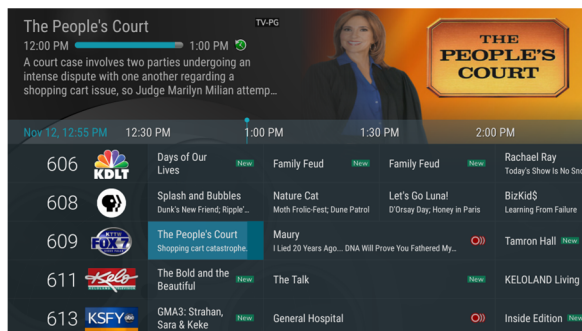 The People's Court
TV-PG
12:00 PM 1:00 PM
A court case involves two parties undergoing an
intense dispute with one another regarding a
shopping cart issue, so Judge Marilyn Milian attemp...
THE
PEOPLE'S
COURT
Nov 12, 12:55 PM 12:30 PM 1:00 PM 1:30 PM 2:00 PM
606 KDLT
Days of Our
Lives New
Family Feud New
Family Feud New
Rachael Ray
Today's Show Is No Sno
608
Splash and Bubbles
Dunk's New Friend; Ripple'...
Nature Cat
Moth Frolic-Fest; Dune Patrol
Let's Go Luna!
D'Orsay Day; Honey in Paris
BizKid$
Learning From Failure
609 KTTW
FOX 7
The People's Court
Shopping cart catastrophe.
Maury
I Lied 20 Years Ago... DNA Will Prove You Fathered My...
Tamron Hall New
611 Kelo
The Bold and the
Beautiful New
The Talk New
KELOLAND Living
613 KSFY abc
GMA3: Strahan,
Sara & Keke New
General Hospital
Inside Edition New